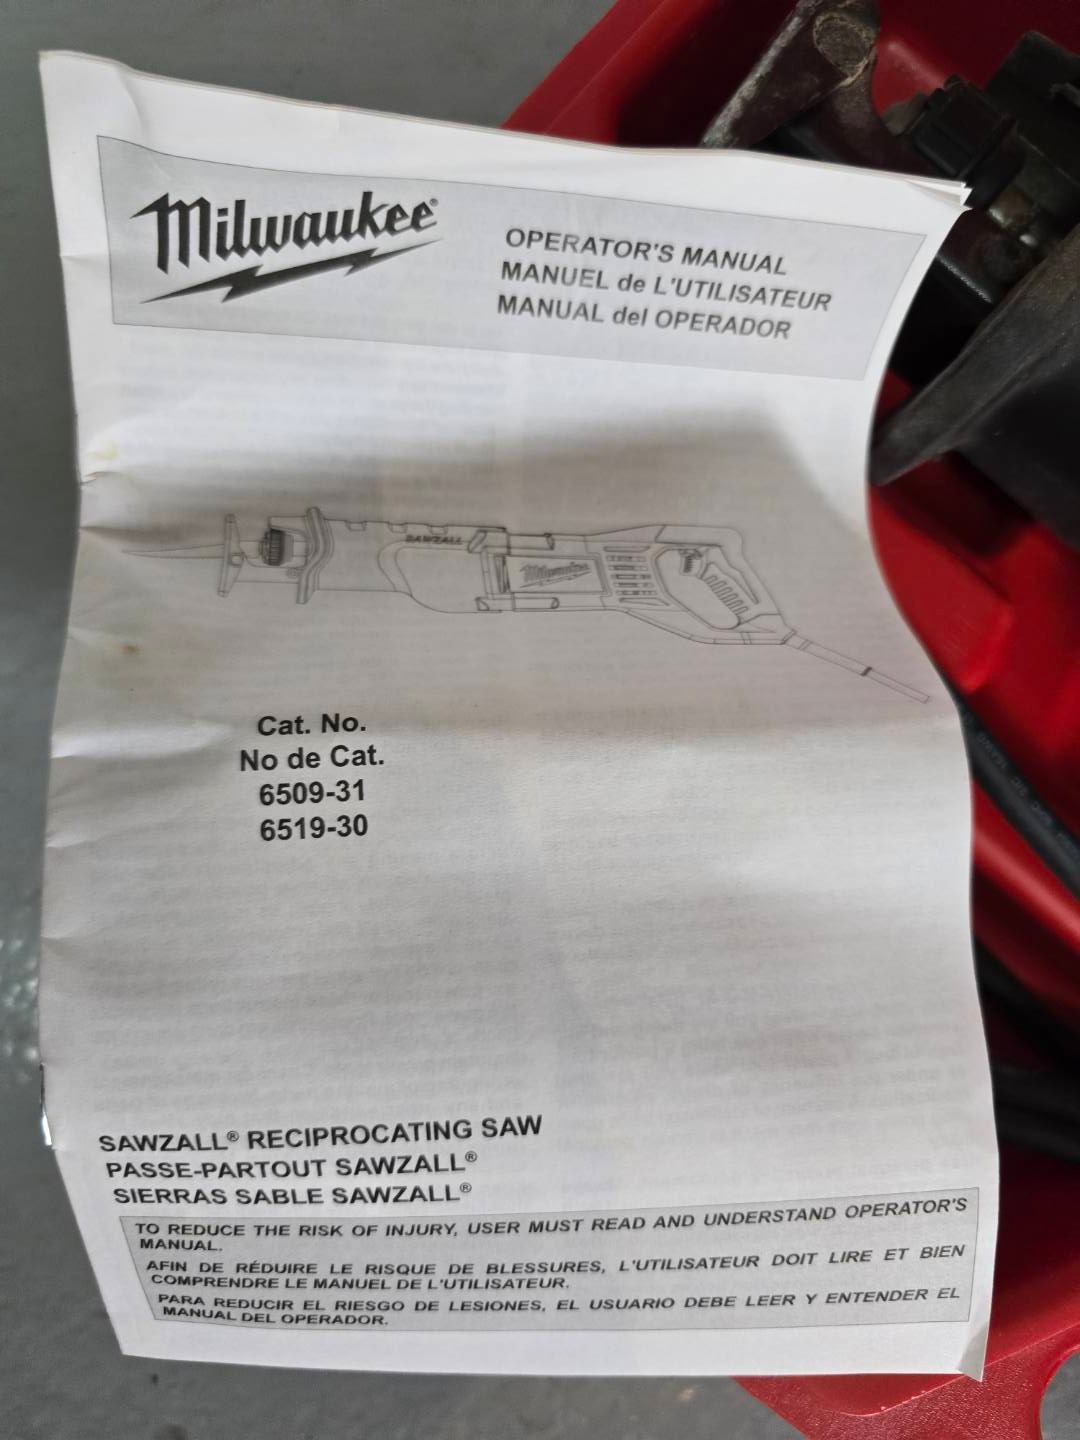 Milwaukee®
OPERATOR'S MANUAL
MANUEL de L'UTILISATEUR
MANUAL del OPERADOR
SAWZALL
Milwaukee
Cat. No.
No de Cat.
6509-31
6519-30
SAWZALL® RECIPROCATING SAW
PASSE-PARTOUT SAWZALL®
SIERRAS SABLE SAWZALL®
TO REDUCE THE RISK OF INJURY, USER MUST READ AND UNDERSTAND OPERATOR'S
MANUAL.
AFIN DE RÉDUIRE LE RISQUE DE BLESSURES, L'UTILISATEUR DOIT LIRE ET BIEN
COMPRENDRE LE MANUEL DE L'UTILISATEUR.
PARA REDUCIR EL RIESGO DE LESIONES, EL USUARIO DEBE LEER Y ENTENDER EL
MANUAL DEL OPERADOR.